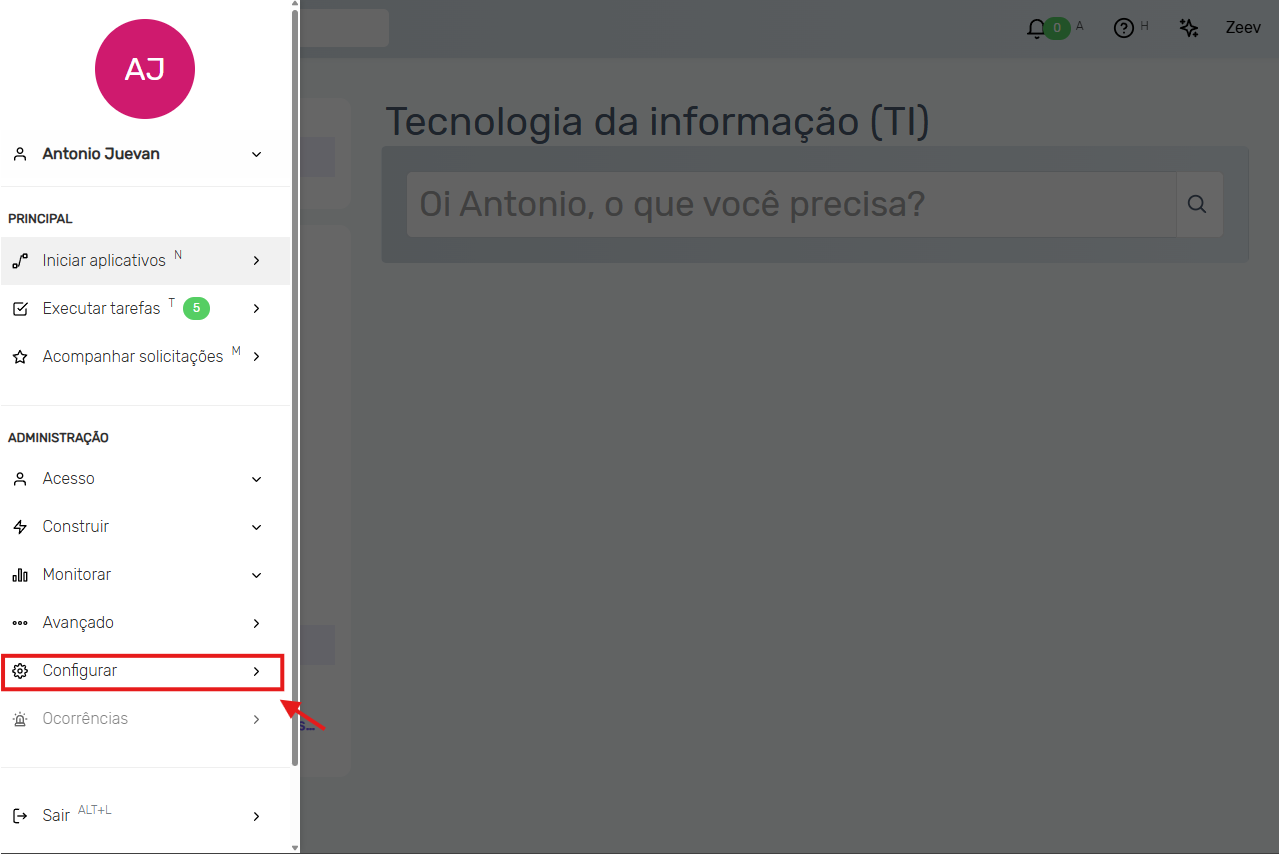 AJ
Antonio Juevan
PRINCIPAL
Iniciar aplicativos N
Executar tarefas T 5
Acompanhar solicitações M
ADMINISTRAÇÃO
Acesso
Construir
Monitorar
Avançado
Configurar
Ocorrências
Sair ALT+L
0 A
H
Zeev
Tecnologia da informação (TI)
Oi Antonio, o que você precisa?